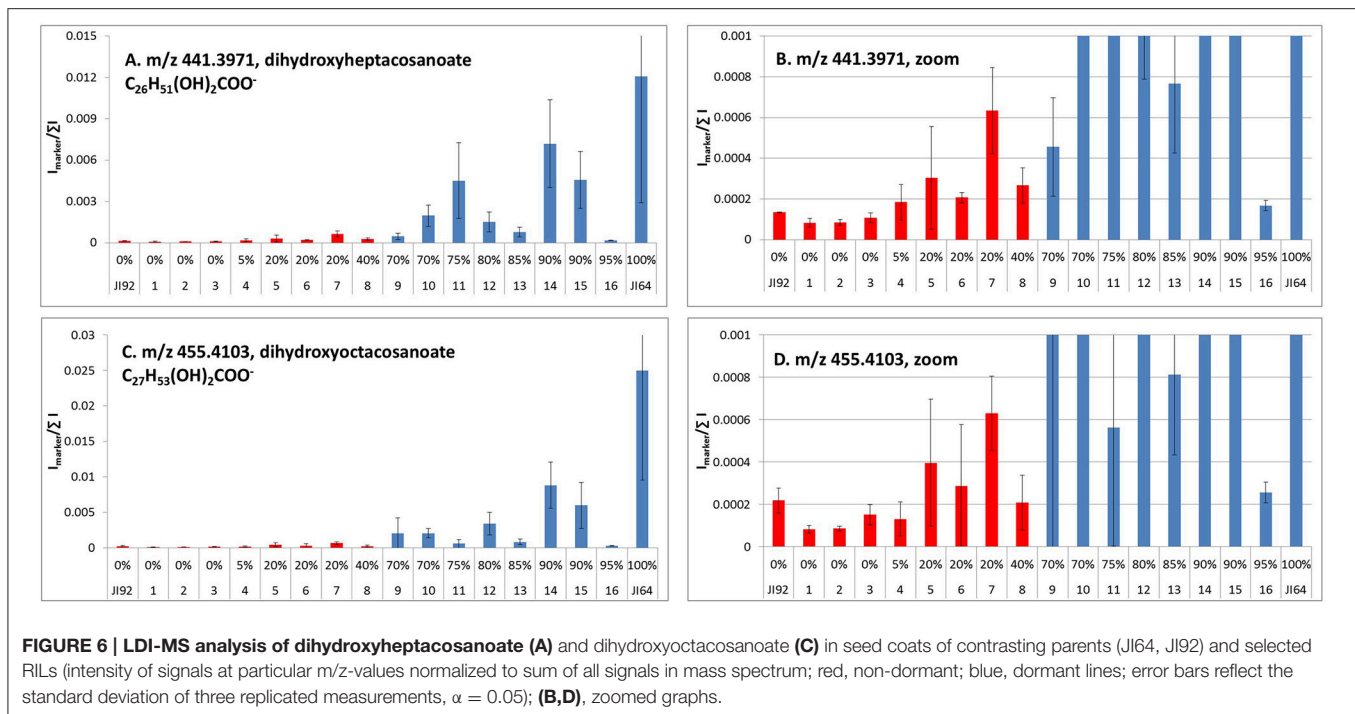 A. m/z 441.3971, dihydroxyheptacosanoate
C₂₆H₅₁(OH)₂COO⁻
I_marker/∑ I
0.015
0.012
0.009
0.006
0.003
0
0% 0% 0% 0% 5% 20% 20% 20% 40% 70% 70% 75% 80% 85% 90% 90% 95% 100%
JI92 1 2 3 4 5 6 7 8 9 10 11 12 13 14 15 16 JI64
B. m/z 441.3971, zoom
I_marker/∑ I
0.001
0.0008
0.0006
0.0004
0.0002
0
0% 0% 0% 0% 5% 20% 20% 20% 40% 70% 70% 75% 80% 85% 90% 90% 95% 100%
JI92 1 2 3 4 5 6 7 8 9 10 11 12 13 14 15 16 JI64
C. m/z 455.4103, dihydroxyoctacosanoate
C₂₇H₅₃(OH)₂COO⁻
I_marker/∑ I
0.03
0.025
0.02
0.015
0.01
0.005
0
0% 0% 0% 0% 5% 20% 20% 20% 40% 70% 70% 75% 80% 85% 90% 90% 95% 100%
JI92 1 2 3 4 5 6 7 8 9 10 11 12 13 14 15 16 JI64
D. m/z 455.4103, zoom
I_marker/∑ I
0.001
0.0008
0.0006
0.0004
0.0002
0
0% 0% 0% 0% 5% 20% 20% 20% 40% 70% 70% 75% 80% 85% 90% 90% 95% 100%
JI92 1 2 3 4 5 6 7 8 9 10 11 12 13 14 15 16 JI64
FIGURE 6 | LDI-MS analysis of dihydroxyheptacosanoate (A) and dihydroxyoctacosanoate (C) in seed coats of contrasting parents (JI64, JI92) and selected
RILs (intensity of signals at particular m/z-values normalized to sum of all signals in mass spectrum; red, non-dormant; blue, dormant lines; error bars reflect the
standard deviation of three replicated measurements, α = 0.05); (B,D), zoomed graphs.